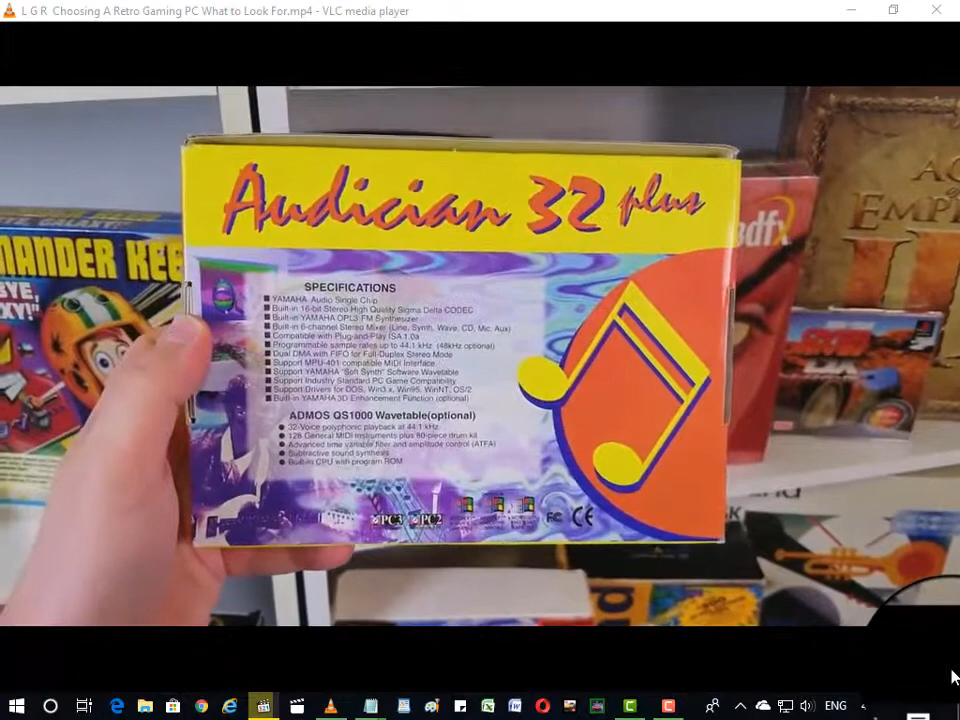 L G R Choosing A Retro Gaming PC What to Look For.mp4 - VLC media player
Audician 32 plus
SPECIFICATIONS
YAMAHA Audio Single Chip
Built-in 16-bit Stereo High Quality Sigma Delta CODEC
Built-in YAMAHA OPL3 FM Synthesizer
Built-in 6-channel Stereo Mixer (Line, Synth, Wave, CD, Mic, Aux)
Compatible with Plug-and-Play ISA 1.0a
Programmable sample rates up to 44.1 kHz (48kHz optional)
Dual DMA with FIFO for Full-Duplex Stereo Mode
Support MPU-401 compatible MIDI Interface
Support YAMAHA "Soft Synth" Software Wavetable
Support Industry Standard PC Game Compatibility
Support Drivers for DOS, Win3.x, Win95, WinNT, OS/2
Built-in YAMAHA 3D Enhancement Function (optional)
ADMOS QS1000 Wavetable(optional)
32-Voice polyphonic playback at 44.1 kHz
128 General MIDI instruments plus 80-piece drum kit
Advanced time variable filter and amplitude control (ATFA)
Subtractive sound synthesis
Built-in CPU with program ROM
PC3 PC2 FC CE
MANDER KEE
BYE,
XY!"
3dfx
AG
EMPI
II
ENG